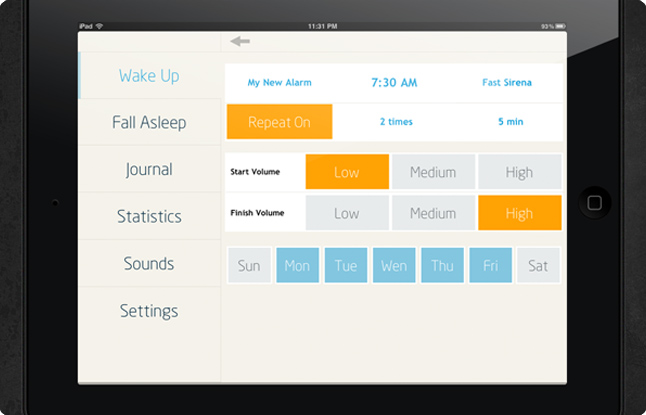 iPad 11:31 PM 93%
Wake Up
My New Alarm 7:30 AM Fast Sirena
Fall Asleep
Repeat On 2 times 5 min
Journal
Start Volume Low Medium High
Statistics
Finish Volume Low Medium High
Sounds
Sun Mon Tue Wen Thu Fri Sat
Settings